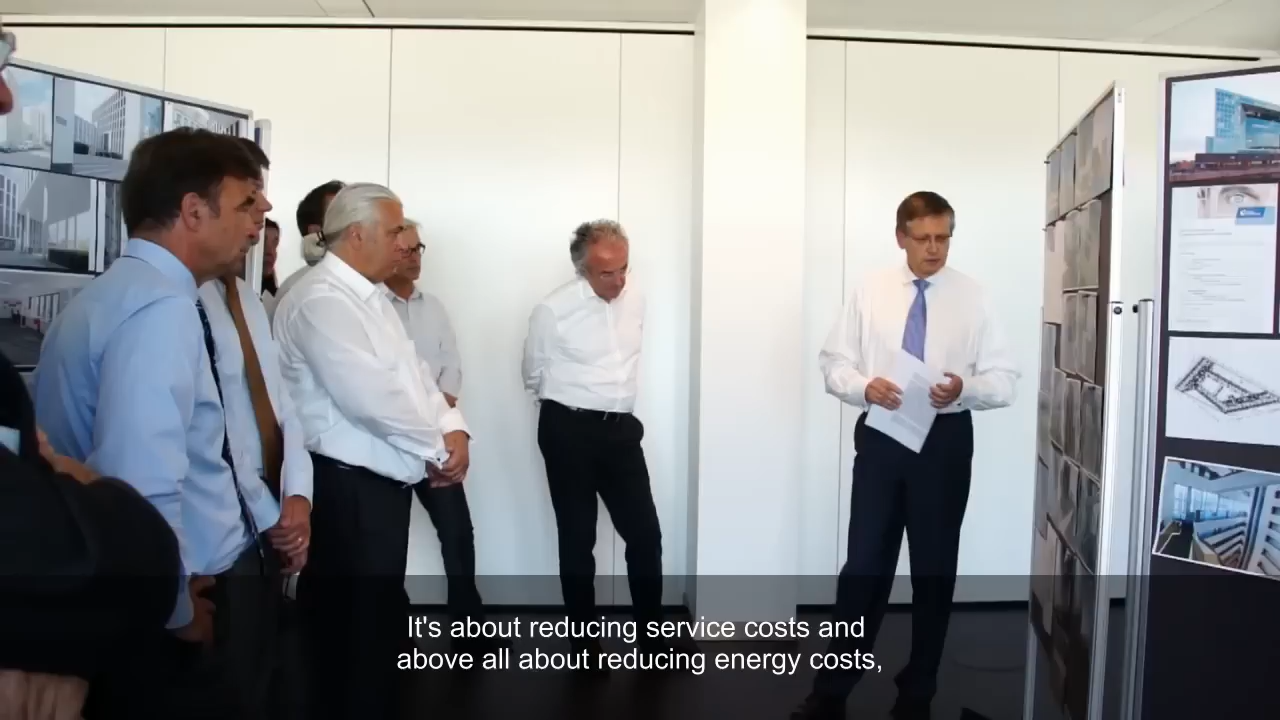 It's about reducing service costs and
above all about reducing energy costs,